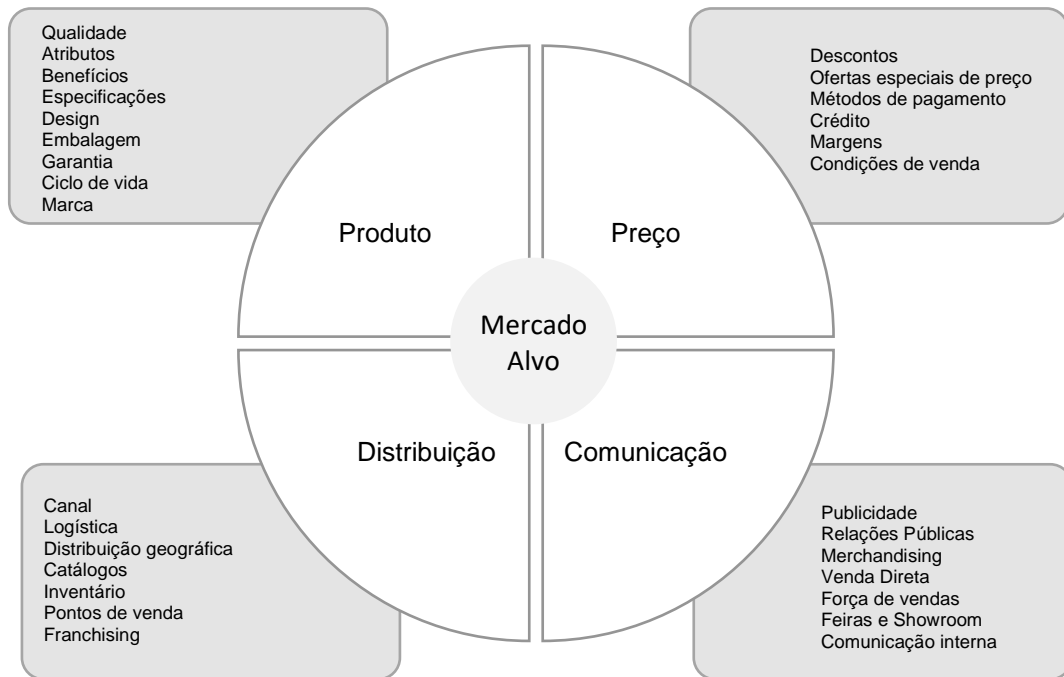 Qualidade
Atributos
Benefícios
Especificações
Design
Embalagem
Garantia
Ciclo de vida
Marca
Descontos
Ofertas especiais de preço
Métodos de pagamento
Crédito
Margens
Condições de venda
Produto
Preço
Mercado
Alvo
Distribuição
Comunicação
Canal
Logística
Distribuição geográfica
Catálogos
Inventário
Pontos de venda
Franchising
Publicidade
Relações Públicas
Merchandising
Venda Direta
Força de vendas
Feiras e Showroom
Comunicação interna